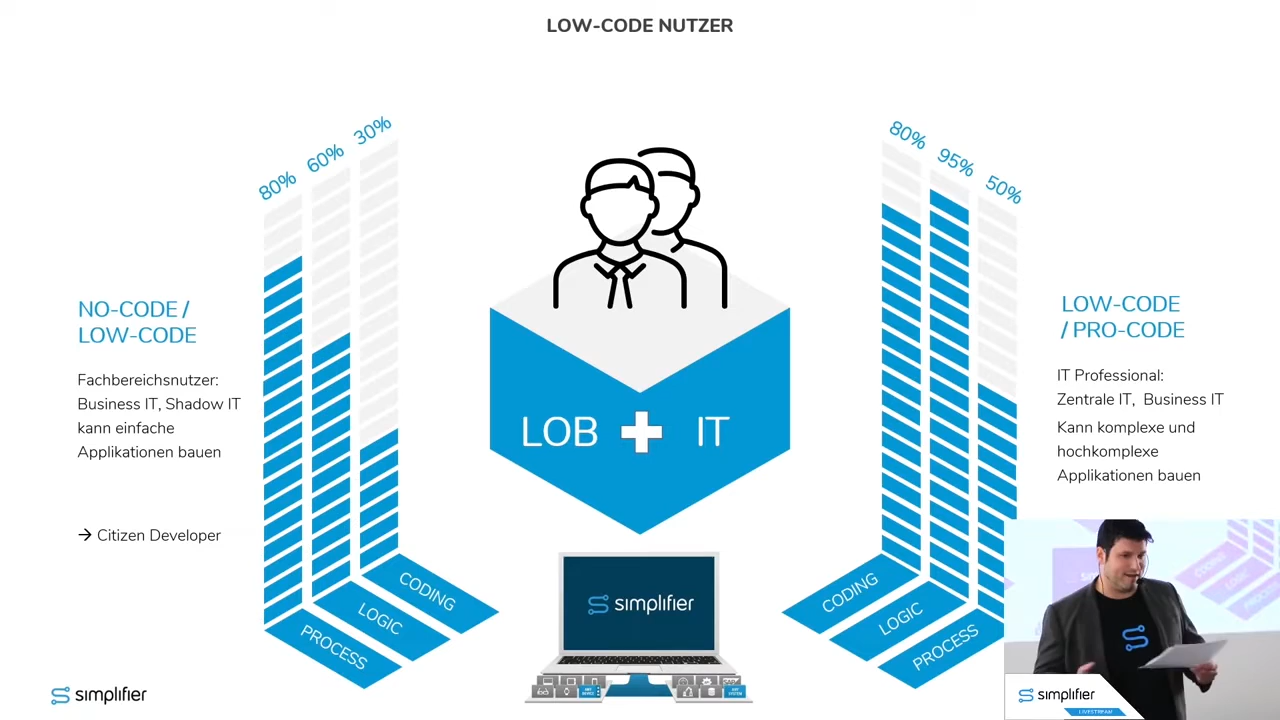 LOW-CODE NUTZER
80%
60%
30%
80%
95%
50%
NO-CODE /
LOW-CODE
Fachbereichsnutzer:
Business IT, Shadow IT
kann einfache
Applikationen bauen
→ Citizen Developer
PROCESS
LOGIC
CODING
LOB + IT
simplifier
CODING
LOGIC
PROCESS
LOW-CODE
/ PRO-CODE
IT Professional:
Zentrale IT, Business IT
Kann komplexe und
hochkomplexe
Applikationen bauen
simplifier
simplifier
LIVESTREAM